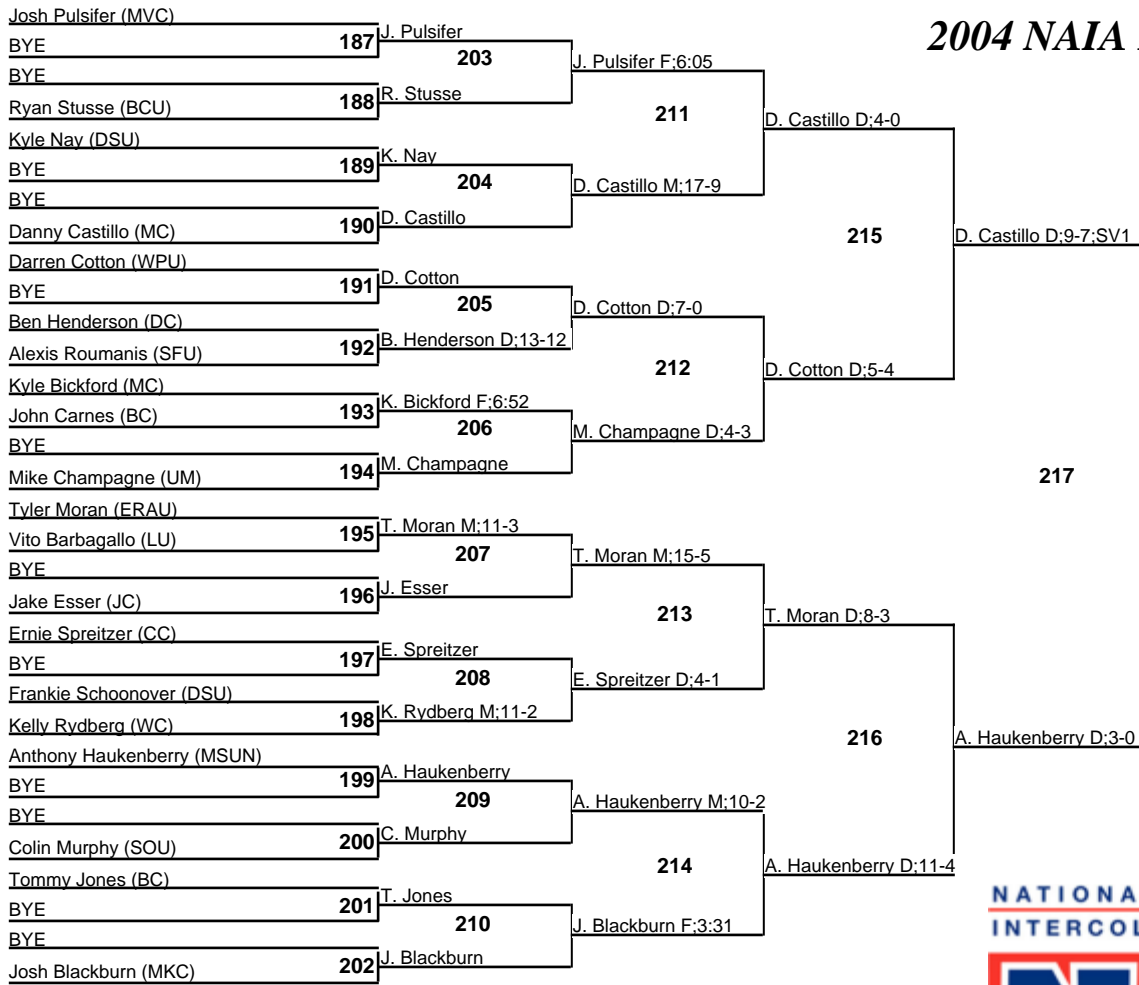 2004 NAIA
Josh Pulsifer (MVC)
BYE
187
BYE
Ryan Stusse (BCU)
188
Kyle Nay (DSU)
BYE
189
BYE
Danny Castillo (MC)
190
Darren Cotton (WPU)
BYE
191
Ben Henderson (DC)
Alexis Roumanis (SFU)
192
Kyle Bickford (MC)
John Carnes (BC)
193
BYE
Mike Champagne (UM)
194
Tyler Moran (ERAU)
Vito Barbagallo (LU)
195
BYE
Jake Esser (JC)
196
Ernie Spreitzer (CC)
BYE
197
Frankie Schoonover (DSU)
Kelly Rydberg (WC)
198
Anthony Haukenberry (MSUN)
BYE
199
BYE
Colin Murphy (SOU)
200
Tommy Jones (BC)
BYE
201
BYE
Josh Blackburn (MKC)
202
J. Pulsifer
203
R. Stusse
K. Nay
204
D. Castillo
D. Cotton
205
B. Henderson D;13-12
K. Bickford F;6:52
206
M. Champagne
T. Moran M;11-3
207
J. Esser
E. Spreitzer
208
K. Rydberg M;11-2
A. Haukenberry
209
C. Murphy
T. Jones
210
J. Blackburn
J. Pulsifer F;6:05
211
D. Castillo M;17-9
D. Cotton D;7-0
212
M. Champagne D;4-3
T. Moran M;15-5
213
E. Spreitzer D;4-1
A. Haukenberry M;10-2
214
J. Blackburn F;3:31
D. Castillo D;4-0
215
D. Cotton D;5-4
T. Moran D;8-3
216
A. Haukenberry D;11-4
D. Castillo D;9-7;SV1
217
A. Haukenberry D;3-0
NATIONA
INTERCOL